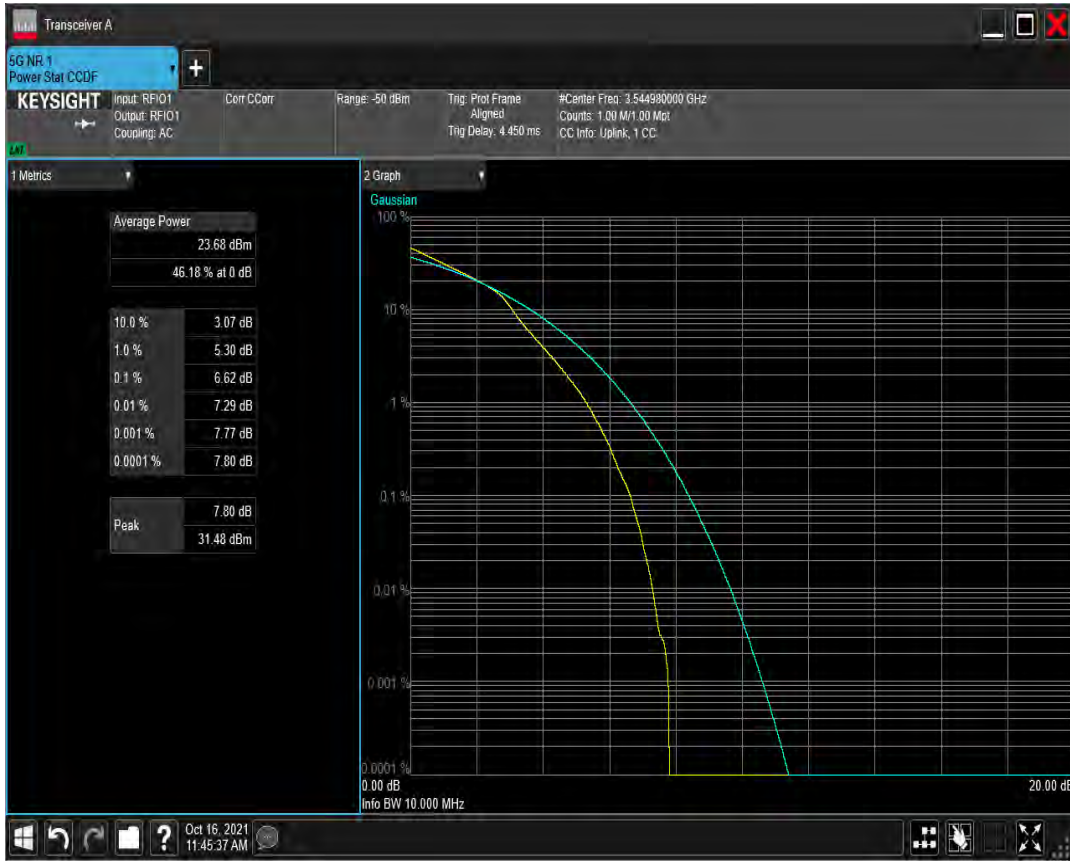 Transceiver A
5G NR 1
Power Stat CCDF
+
KEYSIGHT
Input: RFIO1
Output: RFIO1
Coupling: AC
Corr CCorr
Range: -50 dBm
Trig: Prot Frame
Aligned
Trig Delay: 4.450 ms
#Center Freq: 3.544980000 GHz
Counts: 1.00 M/1.00 Mpt
CC Info: Uplink, 1 CC
LNI
1 Metrics
Average Power
23.68 dBm
46.18 % at 0 dB
10.0 % 3.07 dB
1.0 % 5.30 dB
0.1 % 6.62 dB
0.01 % 7.29 dB
0.001 % 7.77 dB
0.0001 % 7.80 dB
Peak
7.80 dB
31.48 dBm
2 Graph
Gaussian
100 %
10 %
1 %
0.1 %
0.01 %
0.001 %
0.0001 %
0.00 dB
20.00 dB
Info BW 10.000 MHz
?
Oct 16, 2021
11:45:37 AM